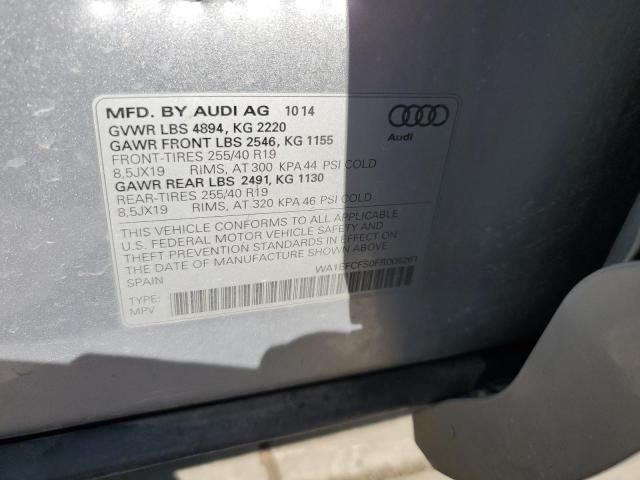 MFD. BY AUDI AG 10 14
GVWR LBS 4894, KG 2220
GAWR FRONT LBS 2546, KG 1155
FRONT-TIRES 255/40 R19
8,5JX19 RIMS, AT 300 KPA 44 PSI COLD
GAWR REAR LBS 2491, KG 1130
REAR-TIRES 255/40 R19
8,5JX19 RIMS, AT 320 KPA 46 PSI COLD
Audi
THIS VEHICLE CONFORMS TO ALL APPLICABLE
U.S. FEDERAL MOTOR VEHICLE SAFETY AND
THEFT PREVENTION STANDARDS IN EFFECT ON
THE DATE OF MANUFACTURE SHOWN ABOVE.
SPAIN
TYPE:
MPV